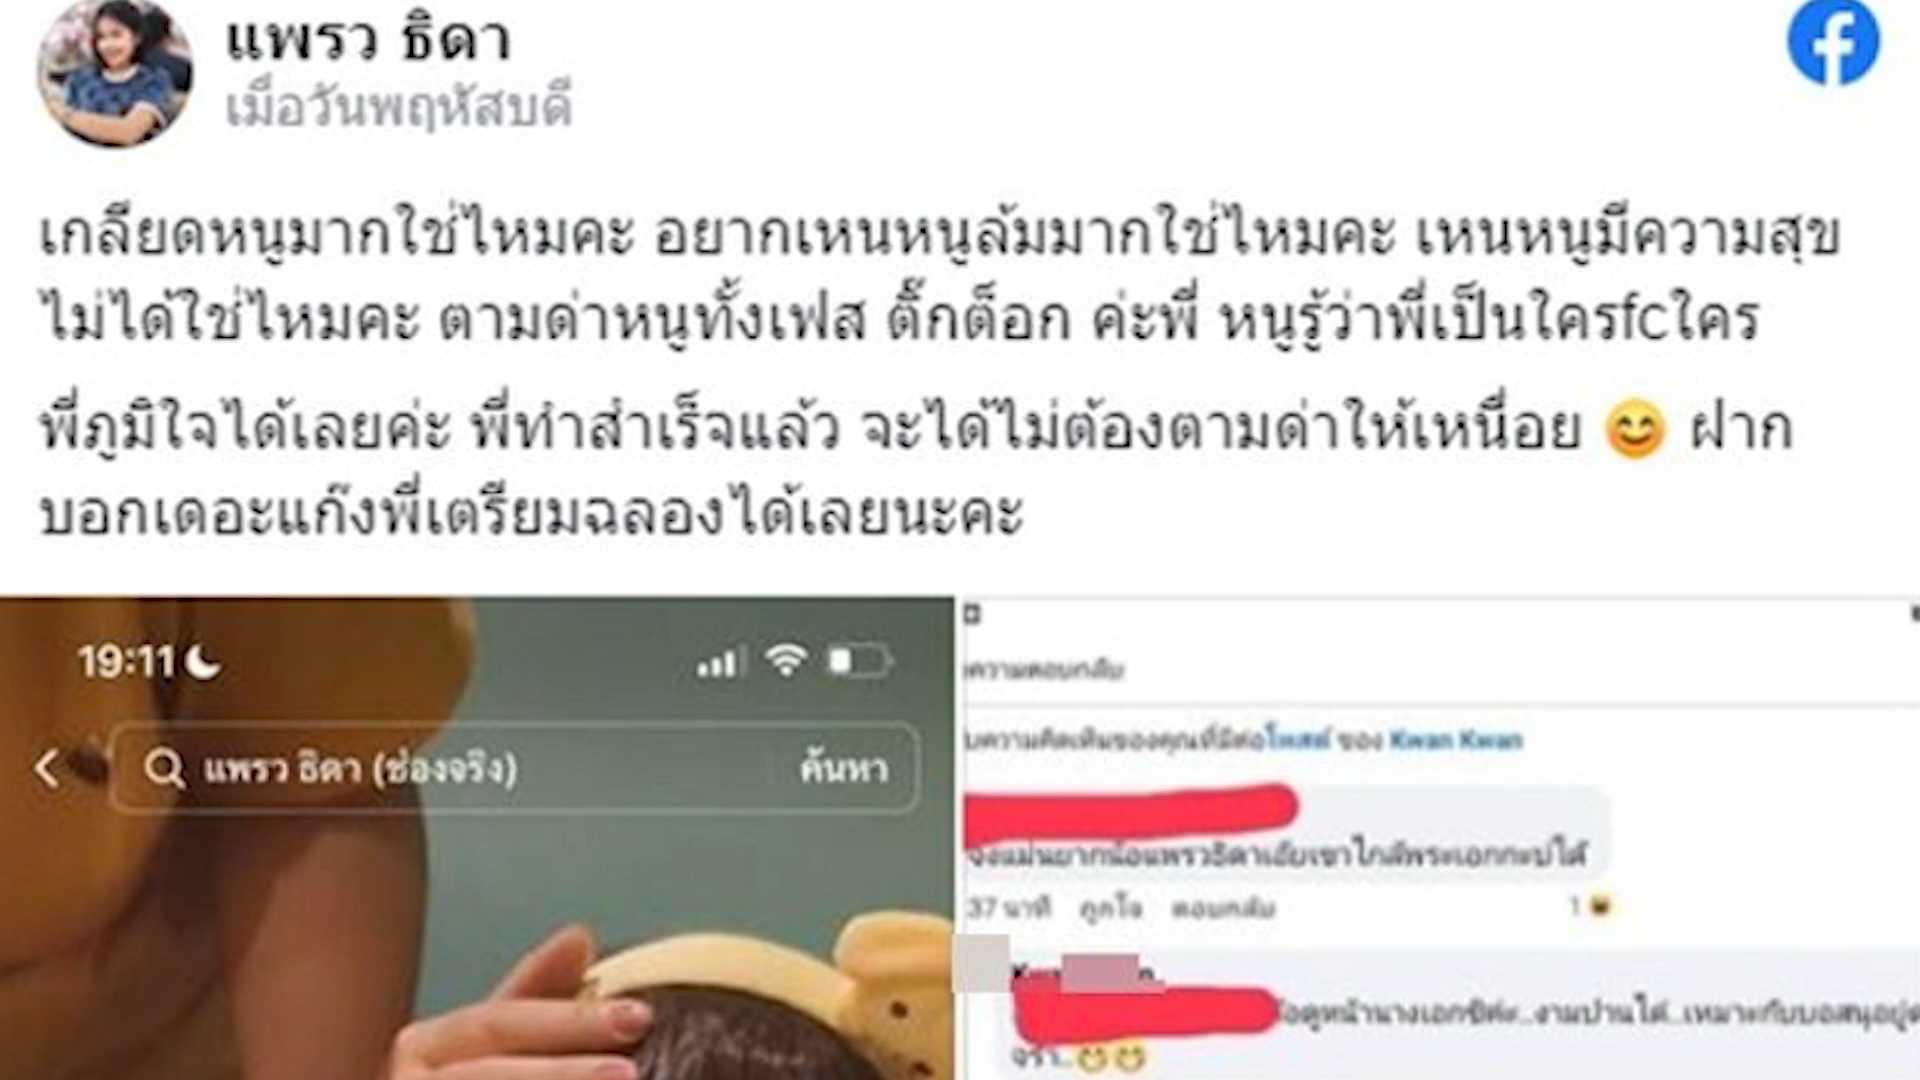 แพรว ธิดา
เมื่อวันพฤหัสบดี
เกลียดหนูมากใช่ไหมคะ อยากเหนหนูล้มมากใช่ไหมคะ เหนหนูมีความสุข
ไม่ได้ใช่ไหมคะ ตามด่าหนูทั้งเฟส ติ๊กต็อก ค่ะพี่ หนูรู้ว่าพี่เป็นใครfcใคร
พี่ภูมิใจได้เลยค่ะ พี่ทำสำเร็จแล้ว จะได้ไม่ต้องตามด่าให้เหนื่อย 😊 ฝาก
บอกเดอะแก๊งพี่เตรียมฉลองได้เลยนะคะ
19:11
แพรว ธิดา (ช่องจริง) ค้นหา
ความตอบกลับ
บความคิดเห็นของคุณที่มีต่อโพสต์ ของ Kwan Kwan
37 นาที ถูกใจ ตอบกลับ 1